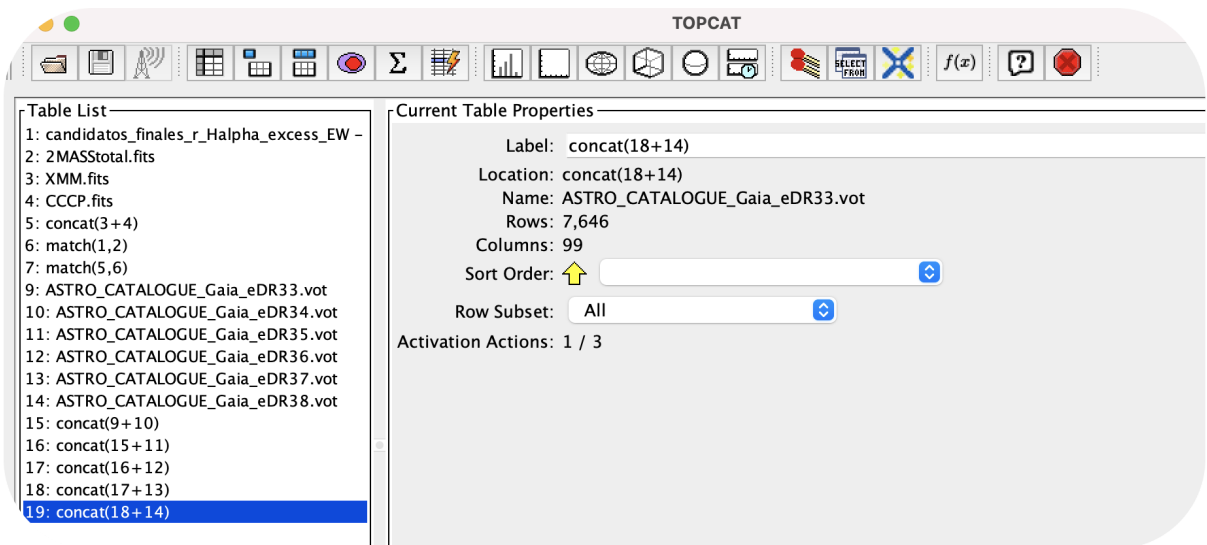 TOPCAT
SELECT
FROM
f(x)
Table List
1: candidatos_finales_r_Halpha_excess_EW –
2: 2MASStotal.fits
3: XMM.fits
4: CCCP.fits
5: concat(3+4)
6: match(1,2)
7: match(5,6)
9: ASTRO_CATALOGUE_Gaia_eDR33.vot
10: ASTRO_CATALOGUE_Gaia_eDR34.vot
11: ASTRO_CATALOGUE_Gaia_eDR35.vot
12: ASTRO_CATALOGUE_Gaia_eDR36.vot
13: ASTRO_CATALOGUE_Gaia_eDR37.vot
14: ASTRO_CATALOGUE_Gaia_eDR38.vot
15: concat(9+10)
16: concat(15+11)
17: concat(16+12)
18: concat(17+13)
19: concat(18+14)
Current Table Properties
Label: concat(18+14)
Location: concat(18+14)
Name: ASTRO_CATALOGUE_Gaia_eDR33.vot
Rows: 7,646
Columns: 99
Sort Order:
Row Subset: All
Activation Actions: 1 / 3